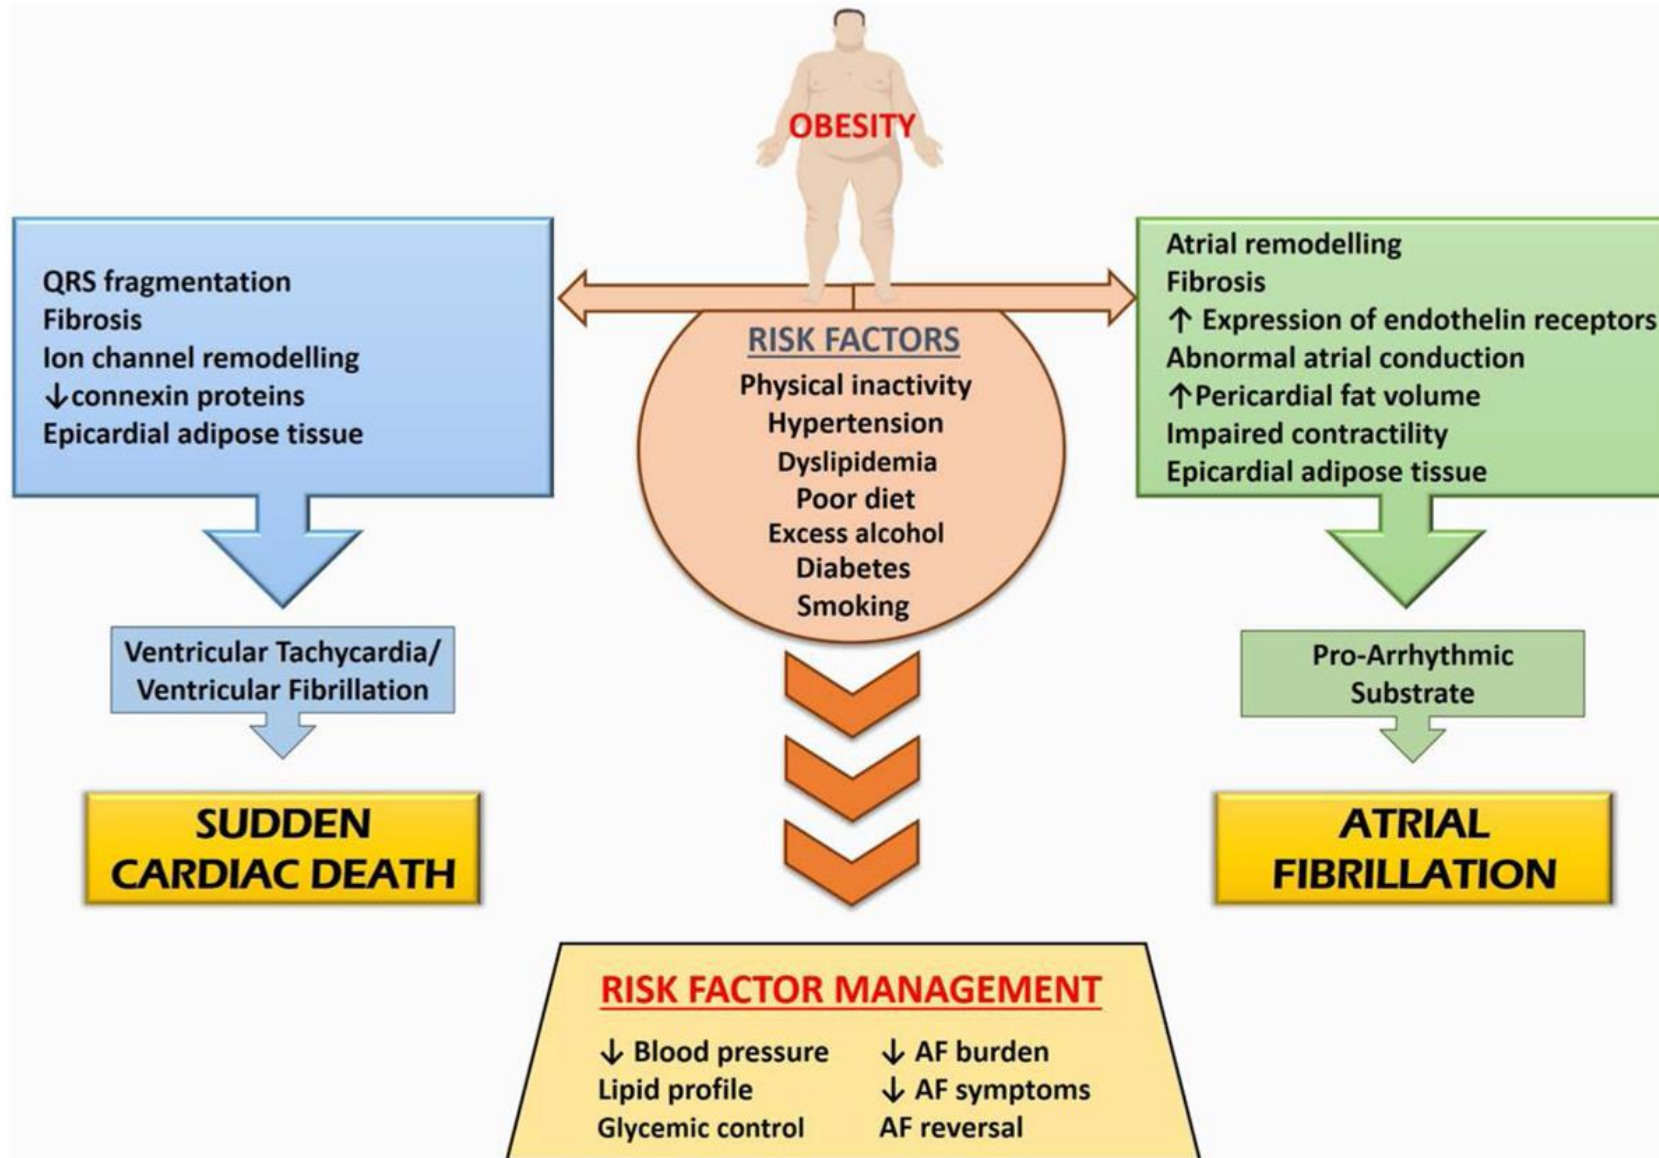 OBESITY
QRS fragmentation
Fibrosis
Ion channel remodelling
↓connexin proteins
Epicardial adipose tissue
Ventricular Tachycardia/
Ventricular Fibrillation
SUDDEN
CARDIAC DEATH
RISK FACTORS
Physical inactivity
Hypertension
Dyslipidemia
Poor diet
Excess alcohol
Diabetes
Smoking
Atrial remodelling
Fibrosis
↑ Expression of endothelin receptors
Abnormal atrial conduction
↑Pericardial fat volume
Impaired contractility
Epicardial adipose tissue
Pro-Arrhythmic
Substrate
ATRIAL
FIBRILLATION
RISK FACTOR MANAGEMENT
↓ Blood pressure
Lipid profile
Glycemic control
↓ AF burden
↓ AF symptoms
AF reversal